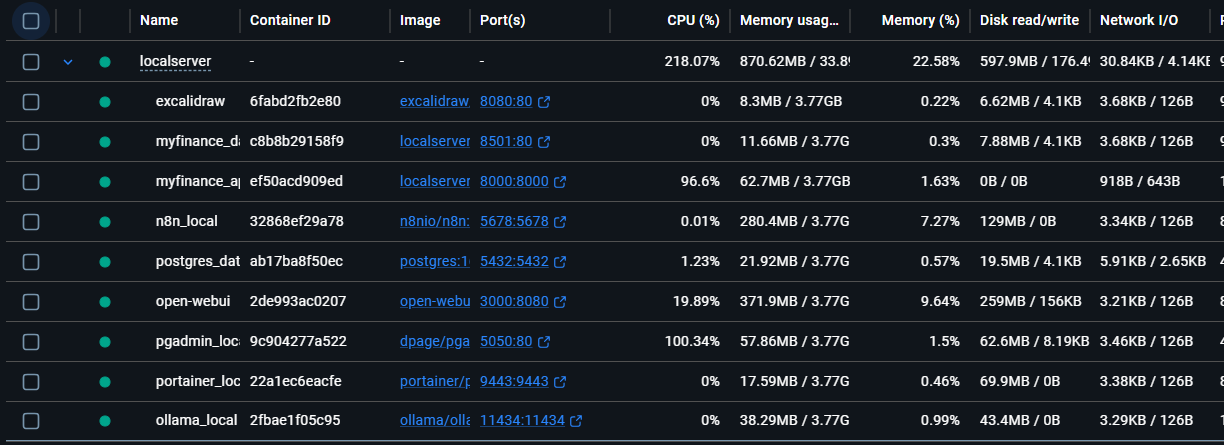 Name Container ID Image Port(s) CPU (%) Memory usag... Memory (%) Disk read/write Network I/O
localserver - - - 218.07% 870.62MB / 33.89 22.58% 597.9MB / 176.4 30.84KB / 4.14KB
excalidraw 6fabd2fb2e80 excalidraw 8080:80 0% 8.3MB / 3.77GB 0.22% 6.62MB / 4.1KB 3.68KB / 126B
myfinance_da c8b8b29158f9 localserver 8501:80 0% 11.66MB / 3.77G 0.3% 7.88MB / 4.1KB 3.68KB / 126B
myfinance_ap ef50acd909ed localserver 8000:8000 96.6% 62.7MB / 3.77GB 1.63% 0B / 0B 918B / 643B
n8n_local 32868ef29a78 n8nio/n8n: 5678:5678 0.01% 280.4MB / 3.77G 7.27% 129MB / 0B 3.34KB / 126B
postgres_dat ab17ba8f50ec postgres:1 5432:5432 1.23% 21.92MB / 3.77G 0.57% 19.5MB / 4.1KB 5.91KB / 2.65KB
open-webui 2de993ac0207 open-webu 3000:8080 19.89% 371.9MB / 3.77G 9.64% 259MB / 156KB 3.21KB / 126B
pgadmin_loc 9c904277a522 dpage/pga 5050:80 100.34% 57.86MB / 3.77G 1.5% 62.6MB / 8.19KB 3.46KB / 126B
portainer_loc 22a1ec6eacfe portainer/p 9443:9443 0% 17.59MB / 3.77G 0.46% 69.9MB / 0B 3.38KB / 126B
ollama_local 2fbae1f05c95 ollama/olla 11434:11434 0% 38.29MB / 3.77G 0.99% 43.4MB / 0B 3.29KB / 126B